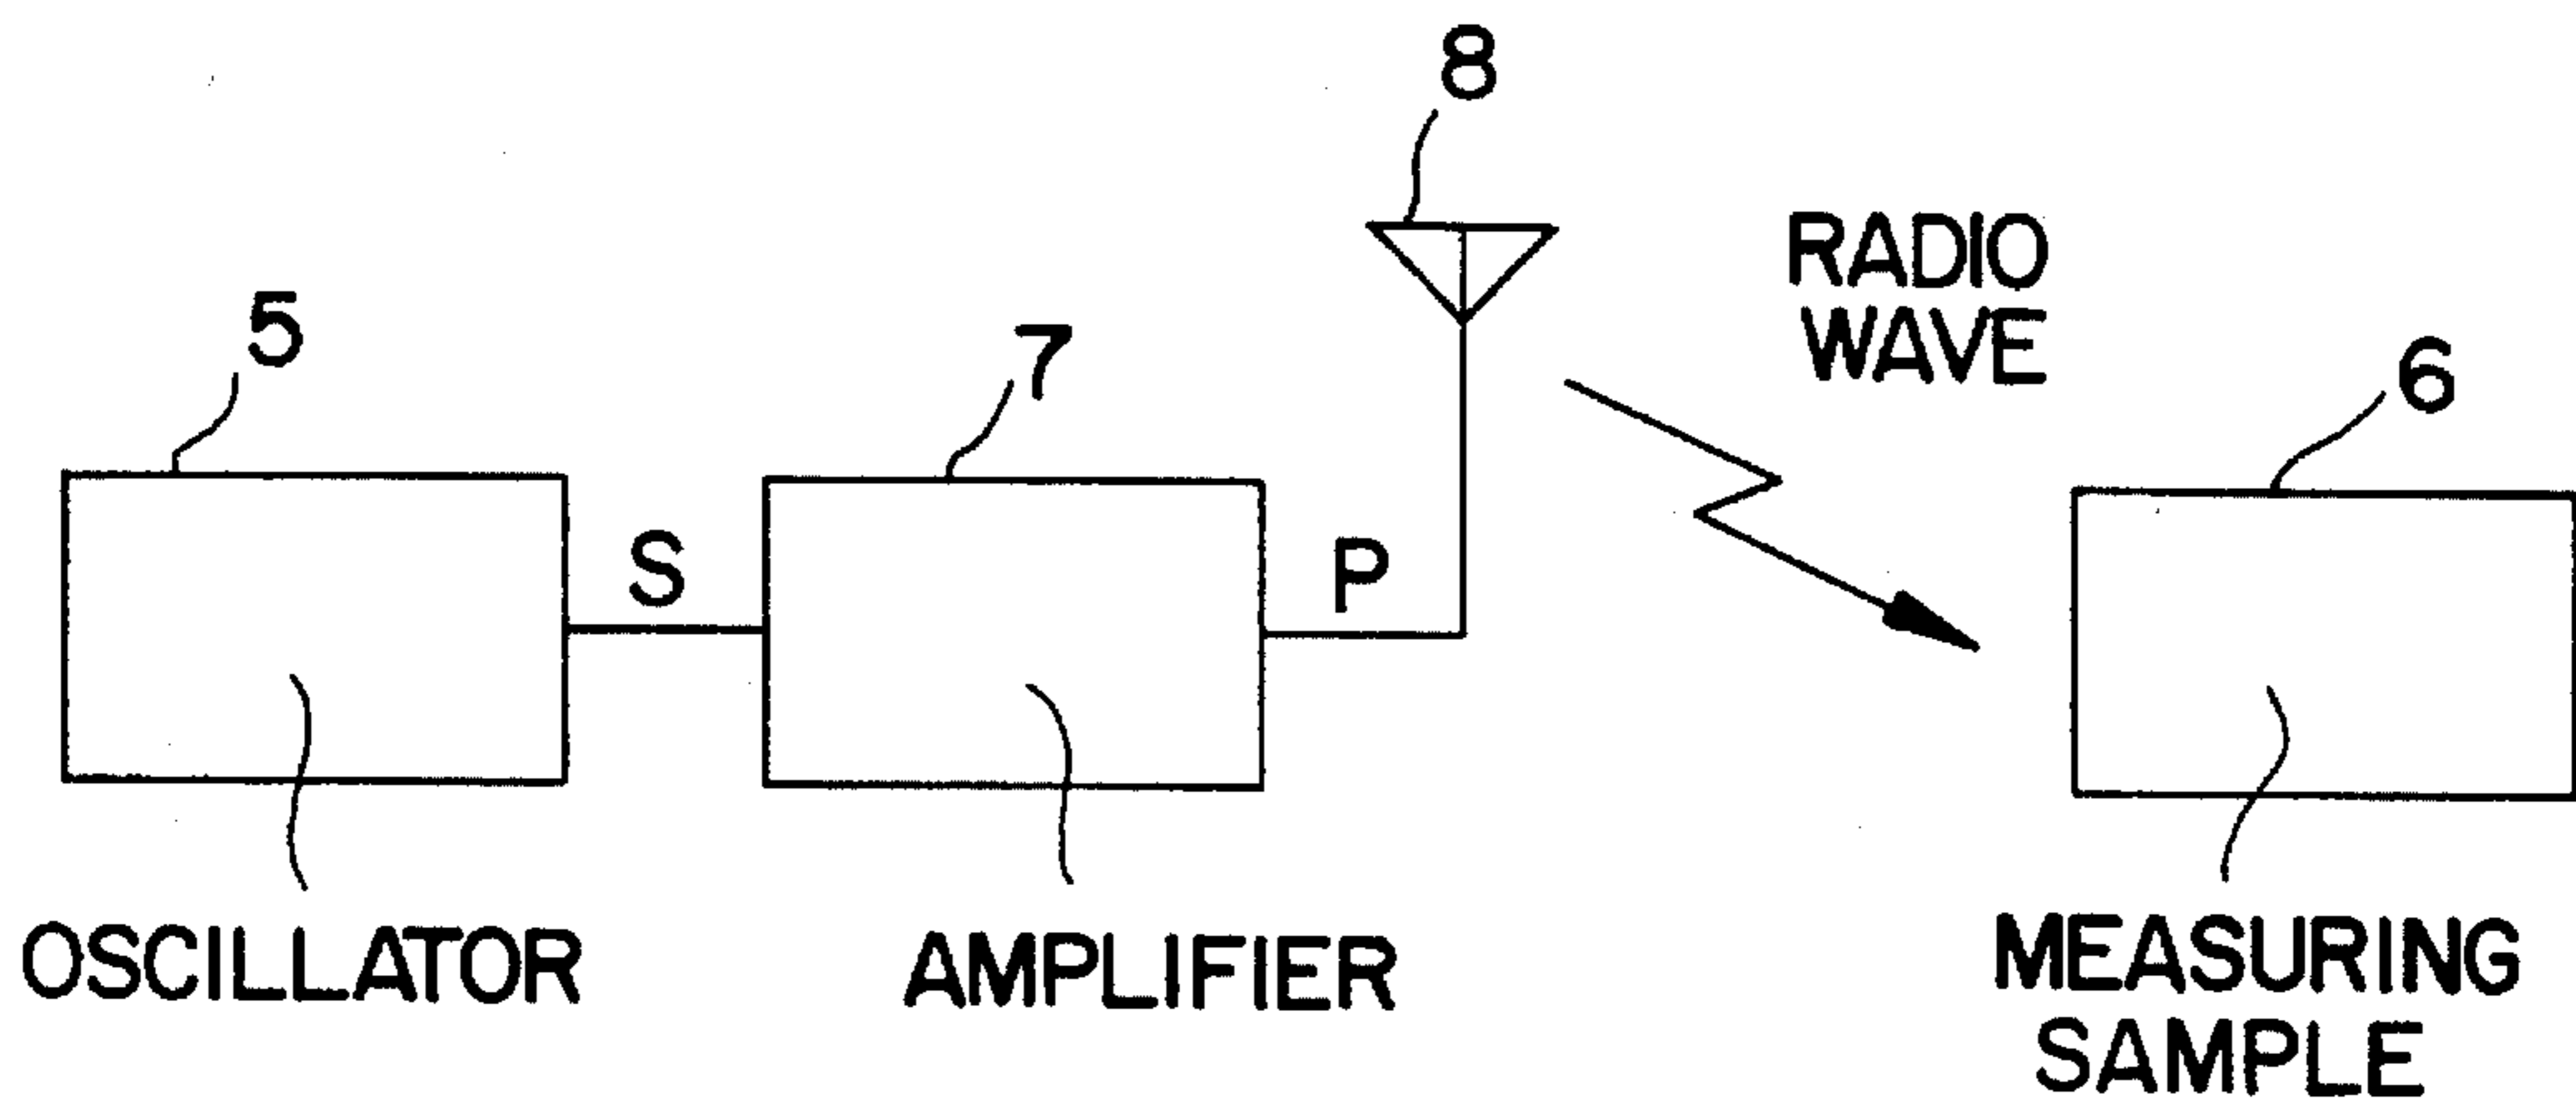 8
RADIO
WAVE
5
7
6
S
P
OSCILLATOR
AMPLIFIER
MEASURING
SAMPLE